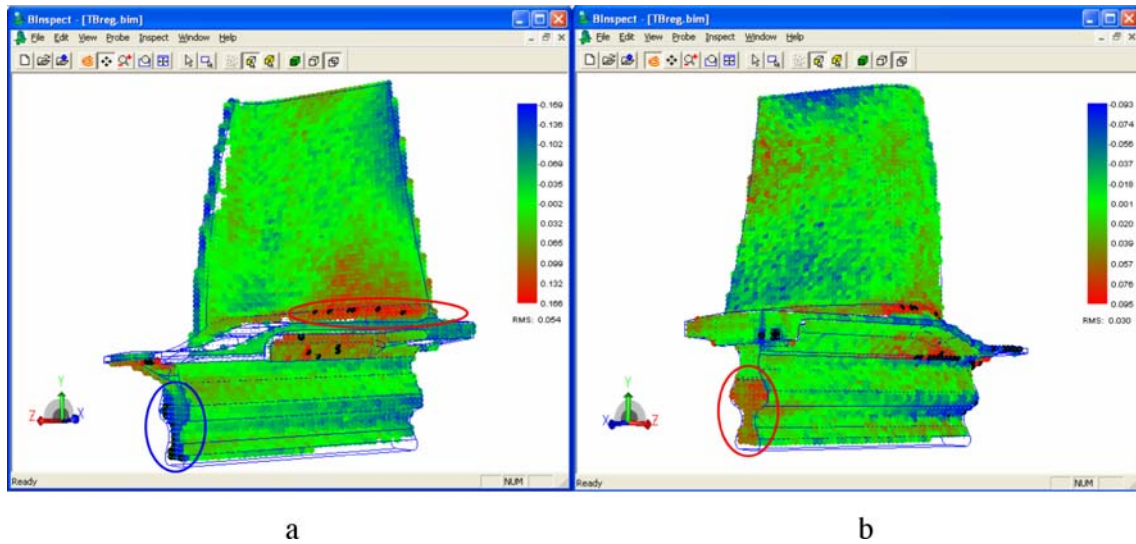 BInspect - [TBreg.bim]
File Edit View Probe Inspect Window Help
-0.169
-0.136
-0.102
-0.069
-0.035
-0.002
0.032
0.065
0.099
0.132
0.166
RMS: 0.054
Y
Z
X
Ready
NUM
BInspect - [TBreg.bim]
File Edit View Probe Inspect Window Help
-0.093
-0.074
-0.056
-0.037
-0.018
0.001
0.020
0.039
0.057
0.076
0.095
RMS: 0.030
Y
X
Z
Ready
NUM
a
b